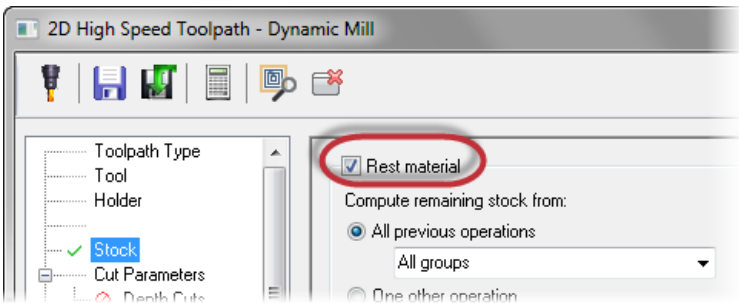 2D High Speed Toolpath - Dynamic Mill
Toolpath Type
Tool
Holder
Stock
Cut Parameters
Depth Cuts
Rest material
Compute remaining stock from:
All previous operations
All groups
One other operation